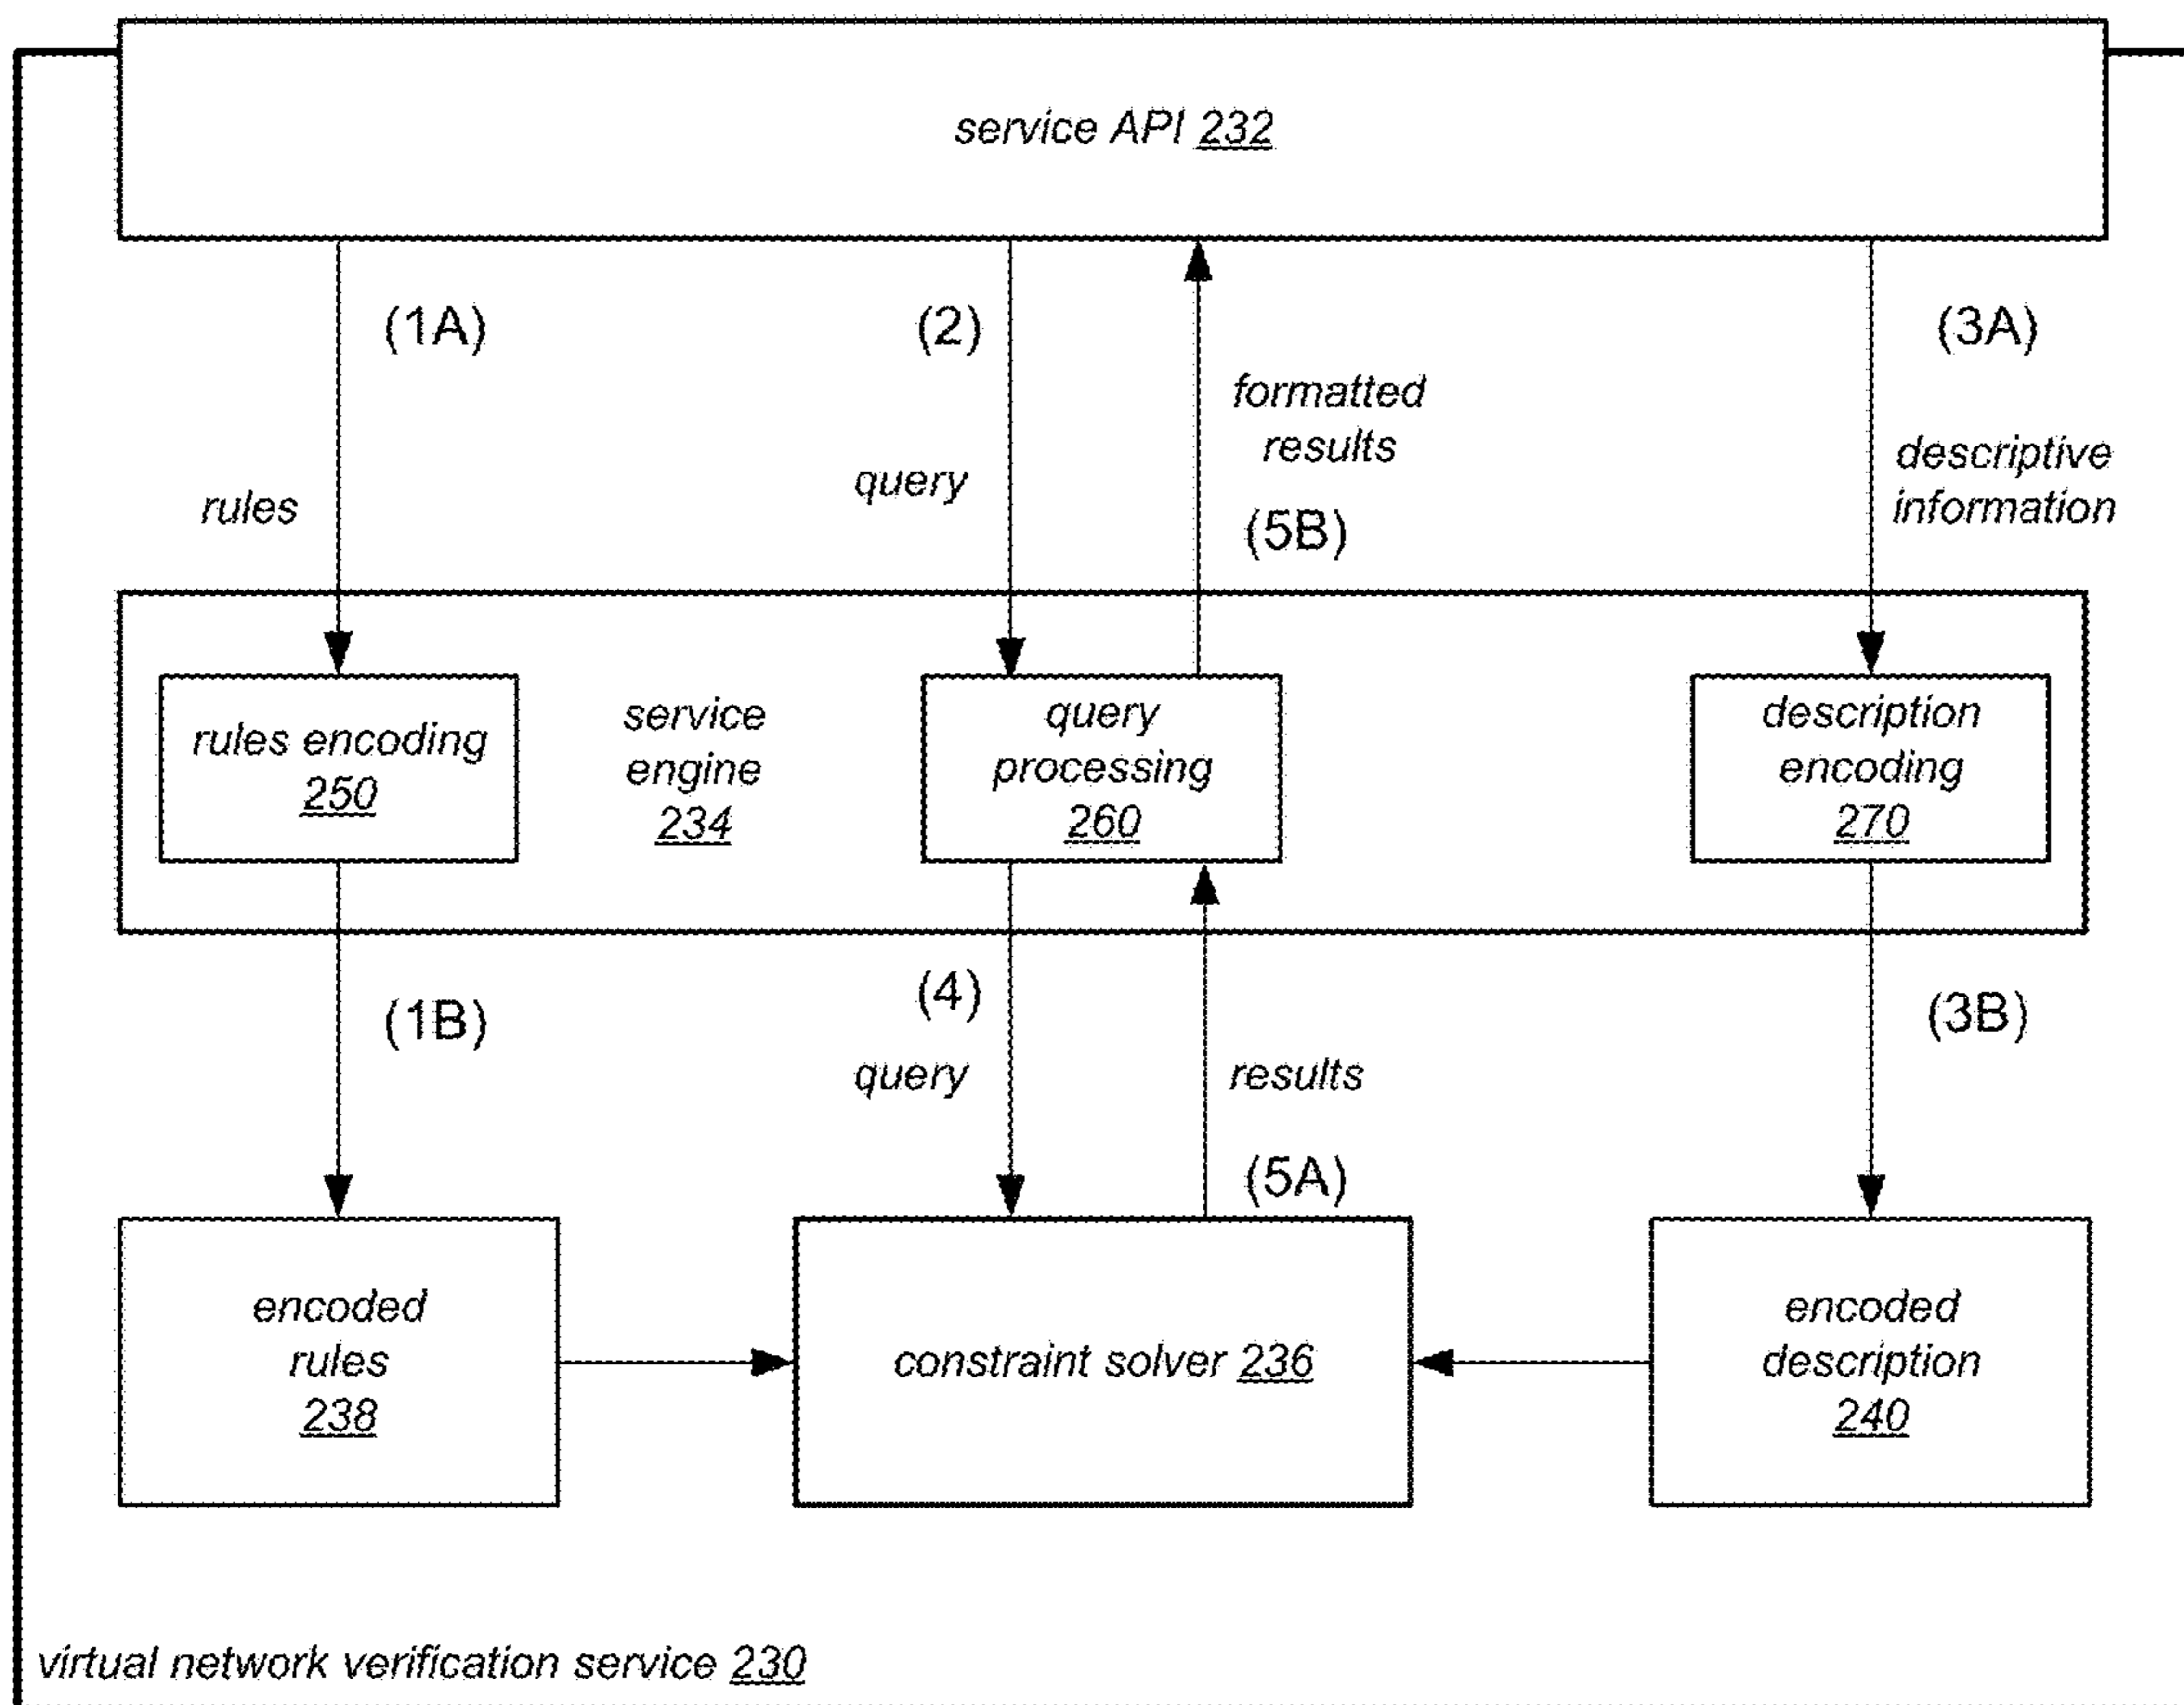 service API 232
(1A)
(2)
(3A)
formatted
results
descriptive
information
query
rules
(5B)
rules encoding
250
service
engine
234
query
processing
260
description
encoding
270
(1B)
(4)
(3B)
query
results
(5A)
encoded
rules
238
constraint solver 236
encoded
description
240
virtual network verification service 230